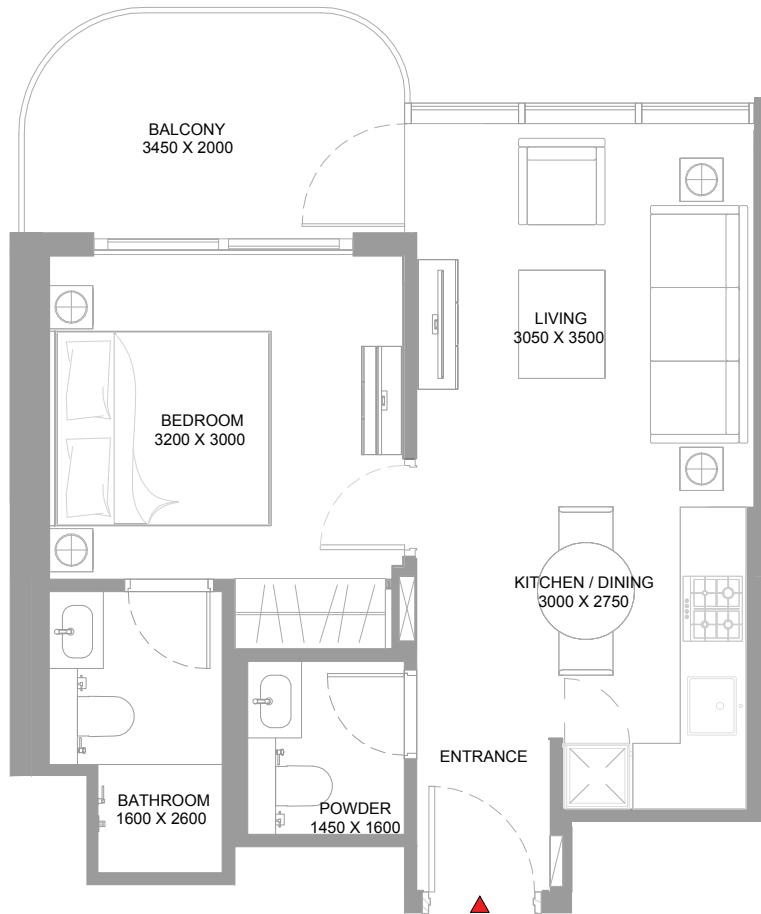 BALCONY
3450 X 2000
LIVING
3050 X 3500
BEDROOM
3200 X 3000
KITCHEN / DINING
3000 X 2750
ENTRANCE
BATHROOM
1600 X 2600
POWDER
1450 X 1600